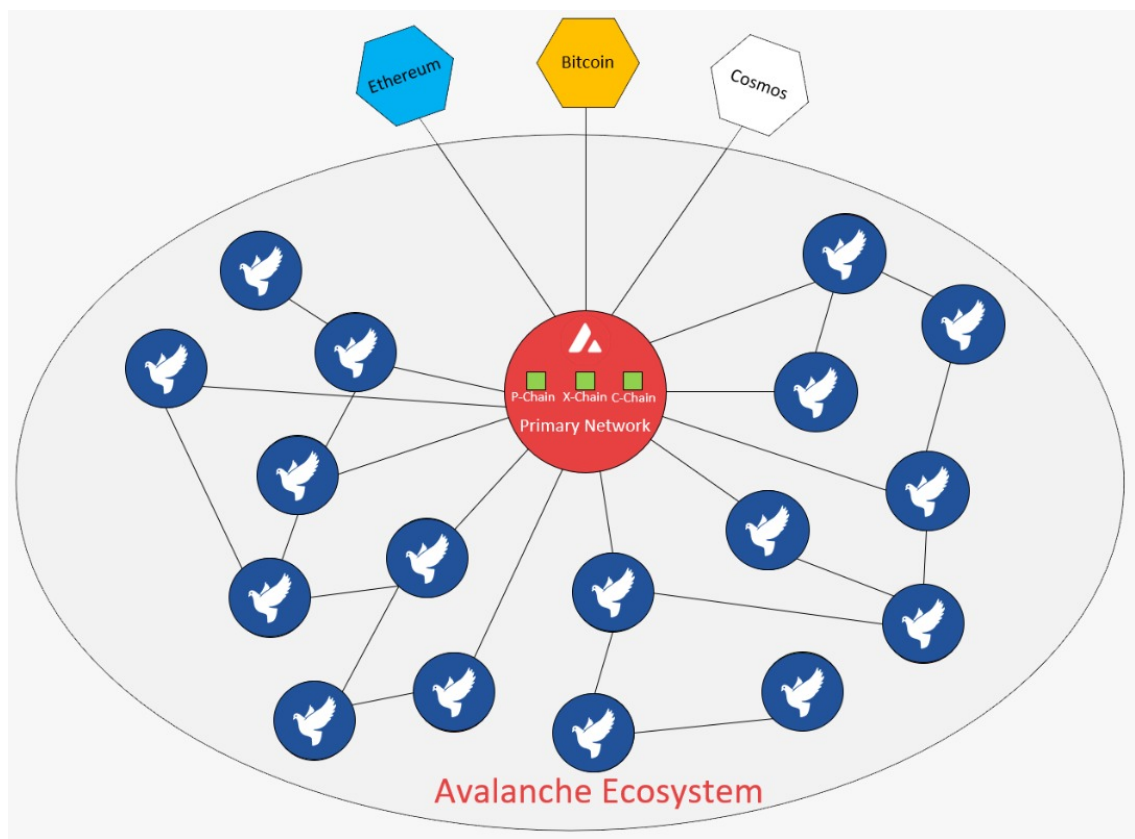 Ethereum
Bitcoin
Cosmos
P-Chain X-Chain C-Chain
Primary Network
Avalanche Ecosystem